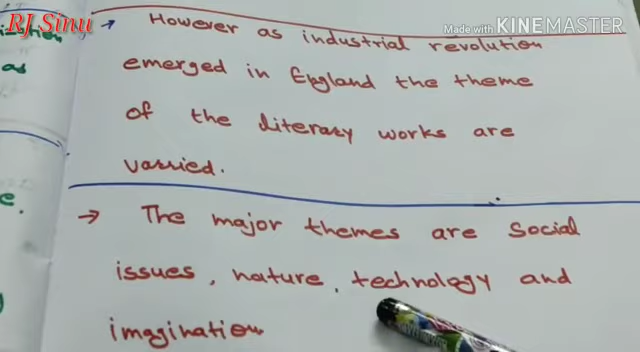 RJ Sinu
Made with KINEMASTER
as
e.
→ However as industrial revolution
emerged in England the theme
of the literary works are
varried.
→ The major themes are social
issues, nature, technology and
imagination